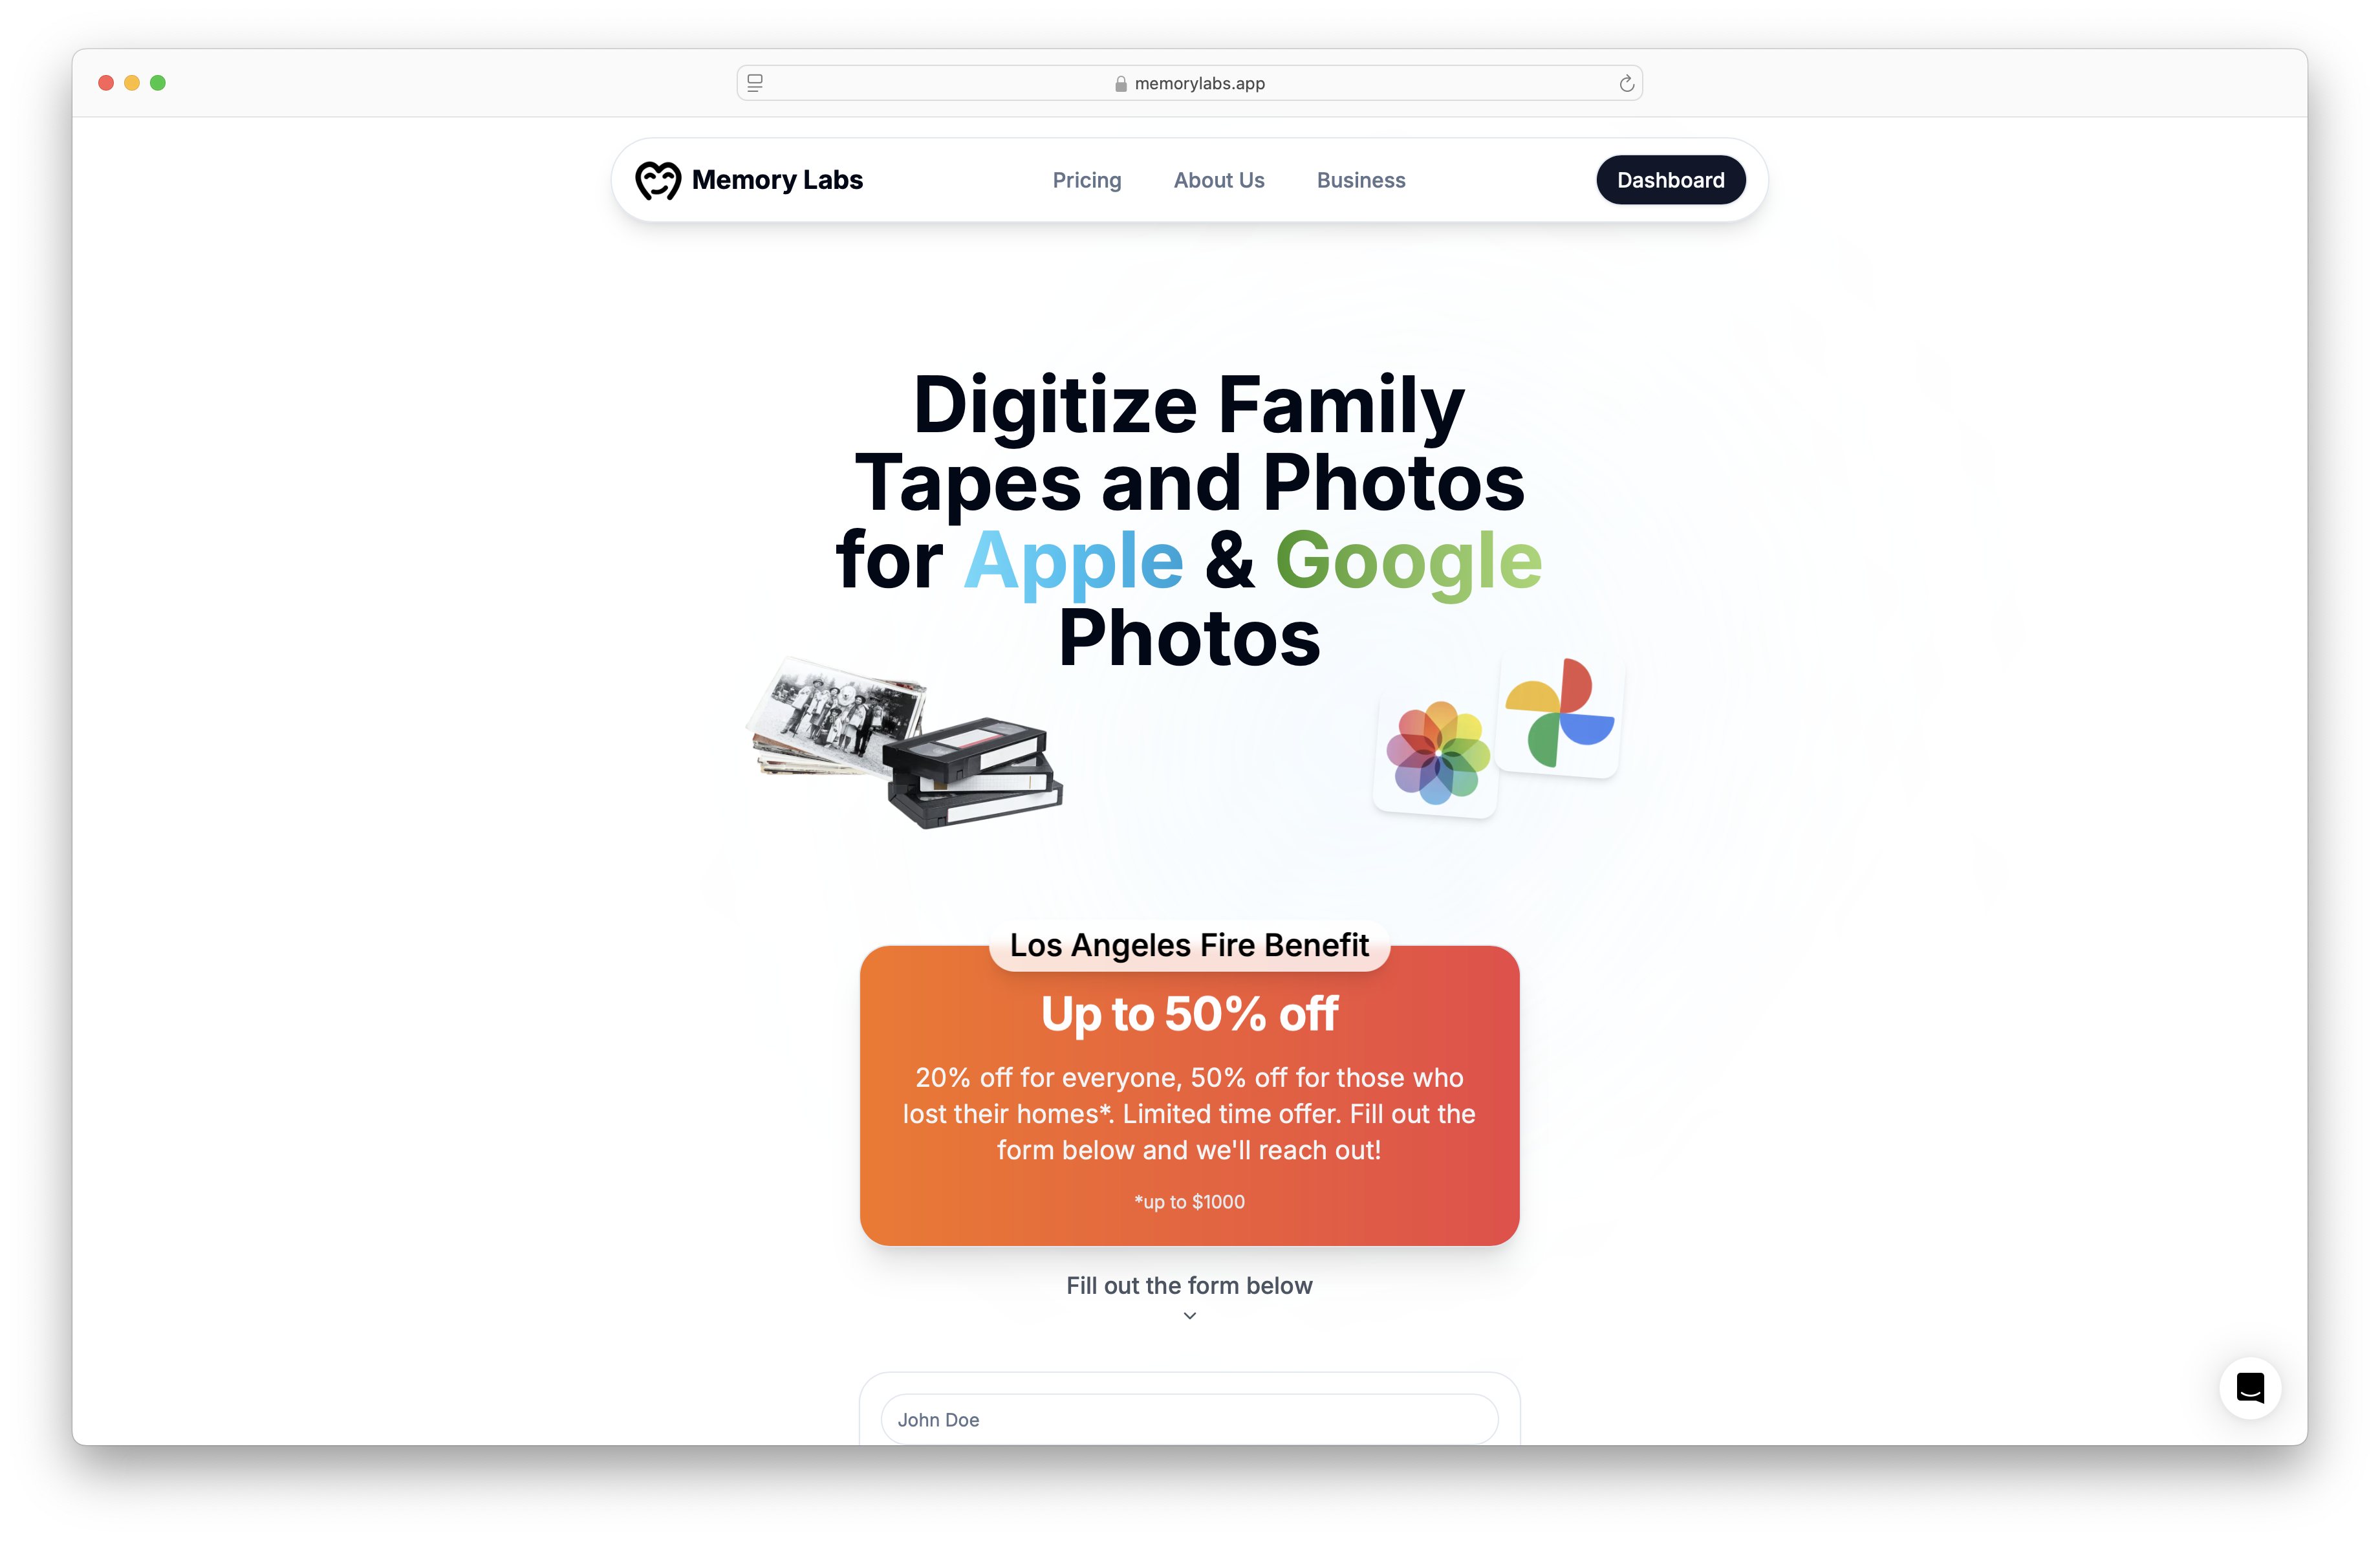 memorylabs.app
Memory Labs
Pricing
About Us
Business
Dashboard
Digitize Family
Tapes and Photos
for Apple & Google
Photos
Los Angeles Fire Benefit
Up to 50% off
20% off for everyone, 50% off for those who
lost their homes*. Limited time offer. Fill out the
form below and we'll reach out!
*up to $1000
Fill out the form below
John Doe